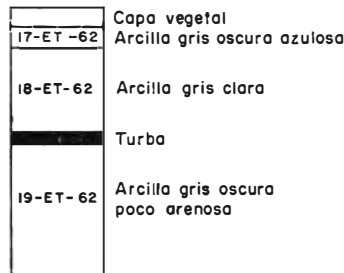 Capa vegetal
17-ET-62 Arcilla gris oscura azulosa
18-ET-62 Arcilla gris clara
Turba
19-ET-62 Arcilla gris oscura
poco arenosa